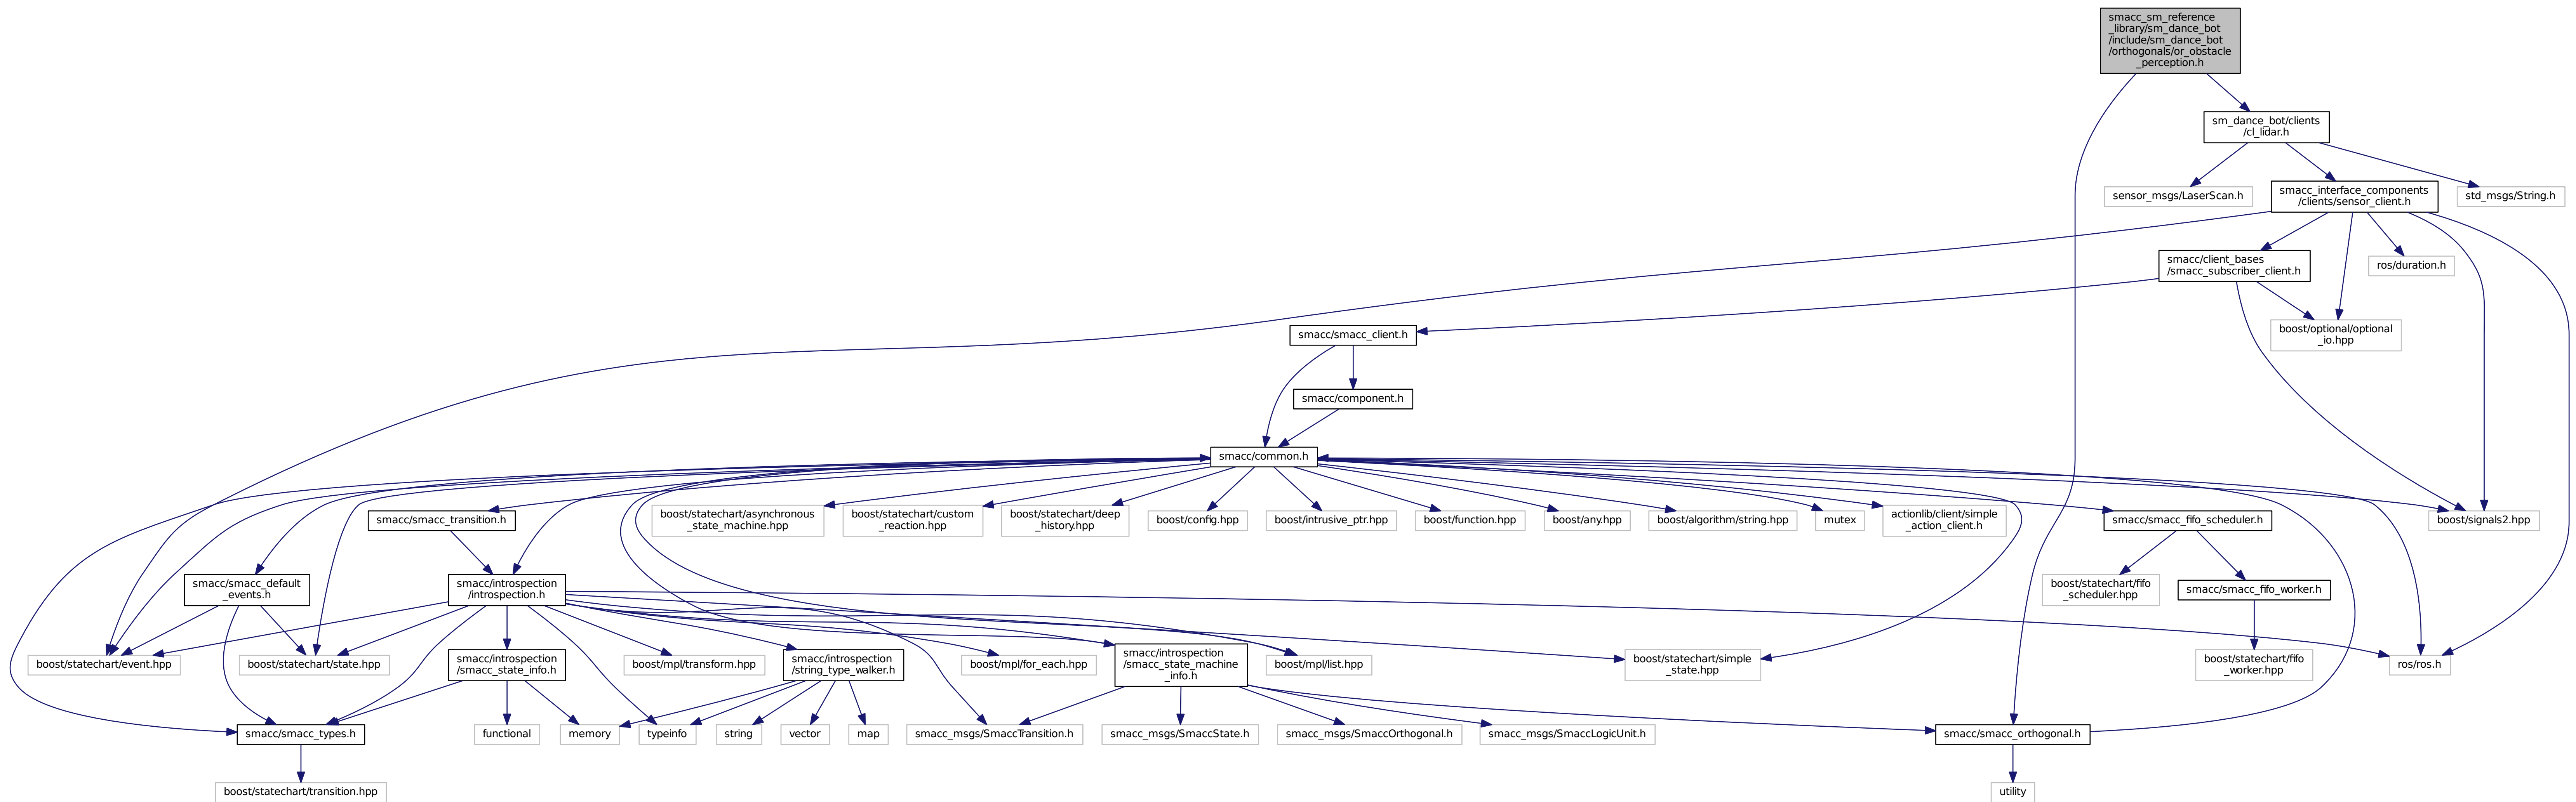 smacc_sm_reference
_library/sm_dance_bot
/include/sm_dance_bot
/orthogonals/or_obstacle
_perception.h
sm_dance_bot/clients
/cl_lidar.h
sensor_msgs/LaserScan.h
smacc_interface_components
/clients/sensor_client.h
std_msgs/String.h
smacc/client_bases
/smacc_subscriber_client.h
ros/duration.h
smacc/smacc_client.h
boost/optional/optional
_io.hpp
smacc/component.h
smacc/common.h
smacc/smacc_transition.h
boost/statechart/asynchronous
_state_machine.hpp
boost/statechart/custom
_reaction.hpp
boost/statechart/deep
_history.hpp
boost/config.hpp
boost/intrusive_ptr.hpp
boost/function.hpp
boost/any.hpp
boost/algorithm/string.hpp
mutex
actionlib/client/simple
_action_client.h
smacc/smacc_fifo_scheduler.h
boost/signals2.hpp
smacc/smacc_default
_events.h
smacc/introspection
/introspection.h
boost/statechart/fifo
_scheduler.hpp
smacc/smacc_fifo_worker.h
boost/statechart/event.hpp
boost/statechart/state.hpp
smacc/introspection
/smacc_state_info.h
boost/mpl/transform.hpp
smacc/introspection
/string_type_walker.h
boost/mpl/for_each.hpp
smacc/introspection
/smacc_state_machine
_info.h
boost/mpl/list.hpp
boost/statechart/simple
_state.hpp
boost/statechart/fifo
_worker.hpp
ros/ros.h
smacc/smacc_types.h
functional
memory
typeinfo
string
vector
map
smacc_msgs/SmaccTransition.h
smacc_msgs/SmaccState.h
smacc_msgs/SmaccOrthogonal.h
smacc_msgs/SmaccLogicUnit.h
smacc/smacc_orthogonal.h
boost/statechart/transition.hpp
utility